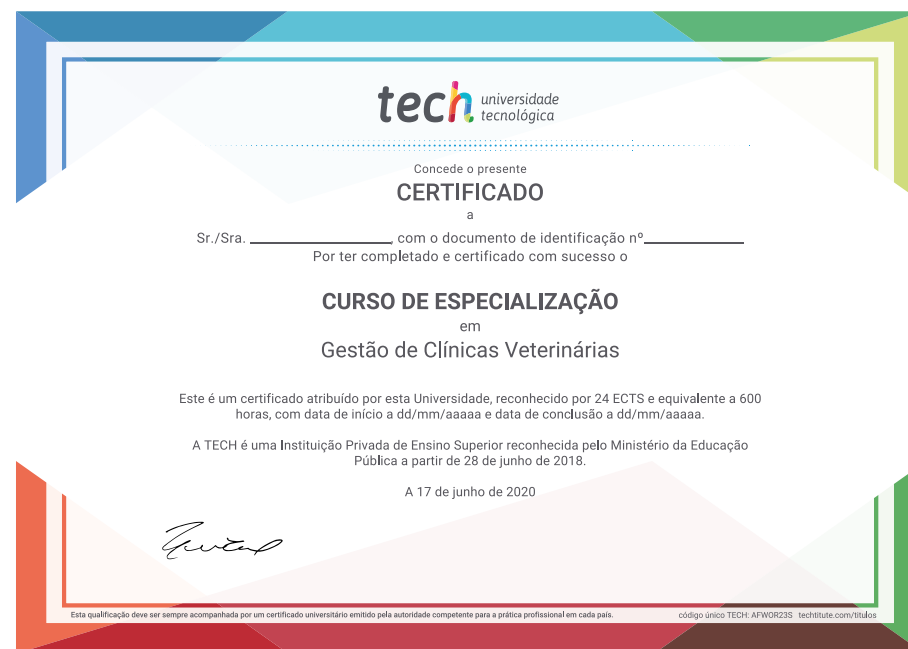 tech universidade
tecnológica
Concede o presente
CERTIFICADO
a
Sr./Sra. ____________________, com o documento de identificação nº______________
Por ter completado e certificado com sucesso o
CURSO DE ESPECIALIZAÇÃO
em
Gestão de Clínicas Veterinárias
Este é um certificado atribuído por esta Universidade, reconhecido por 24 ECTS e equivalente a 600
horas, com data de início a dd/mm/aaaaa e data de conclusão a dd/mm/aaaaa.
A TECH é uma Instituição Privada de Ensino Superior reconhecida pelo Ministério da Educação
Pública a partir de 28 de junho de 2018.
A 17 de junho de 2020
Esta qualificação deve ser sempre acompanhada por um certificado universitário emitido pela autoridade competente para a prática profissional em cada país.
código único TECH: AFWOR23S techtitute.com/titulos